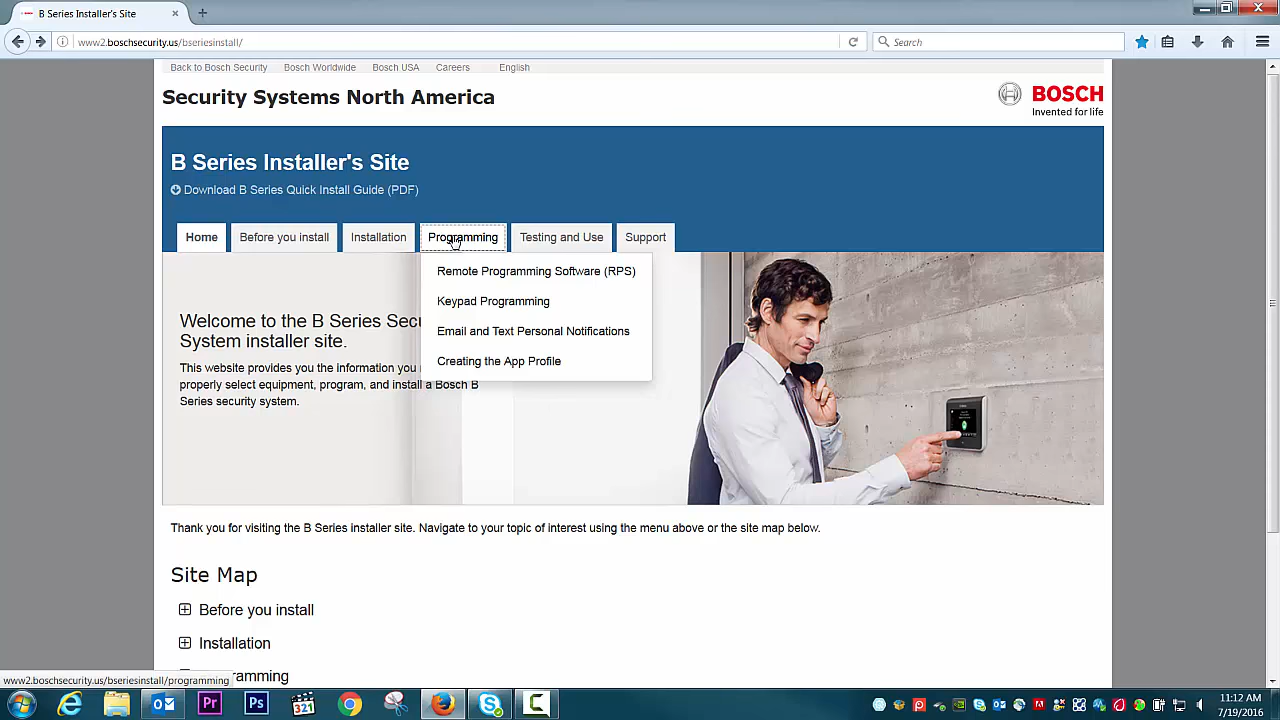 B Series Installer's Site
www2.boschsecurity.us/bseriesinstall/
Search
Back to Bosch Security
Bosch Worldwide
Bosch USA
Careers
English
Security Systems North America
BOSCH
Invented for life
B Series Installer's Site
Download B Series Quick Install Guide (PDF)
Home
Before you install
Installation
Programming
Testing and Use
Support
Remote Programming Software (RPS)
Keypad Programming
Email and Text Personal Notifications
Creating the App Profile
Welcome to the B Series Secu
System installer site.
This website provides you the information you
properly select equipment, program, and install a Bosch B
Series security system.
Thank you for visiting the B Series installer site. Navigate to your topic of interest using the menu above or the site map below.
Site Map
Before you install
Installation
www2.boschsecurity.us/bseriesinstall/programming
Pr
Ps
321
11:12 AM
7/19/2016